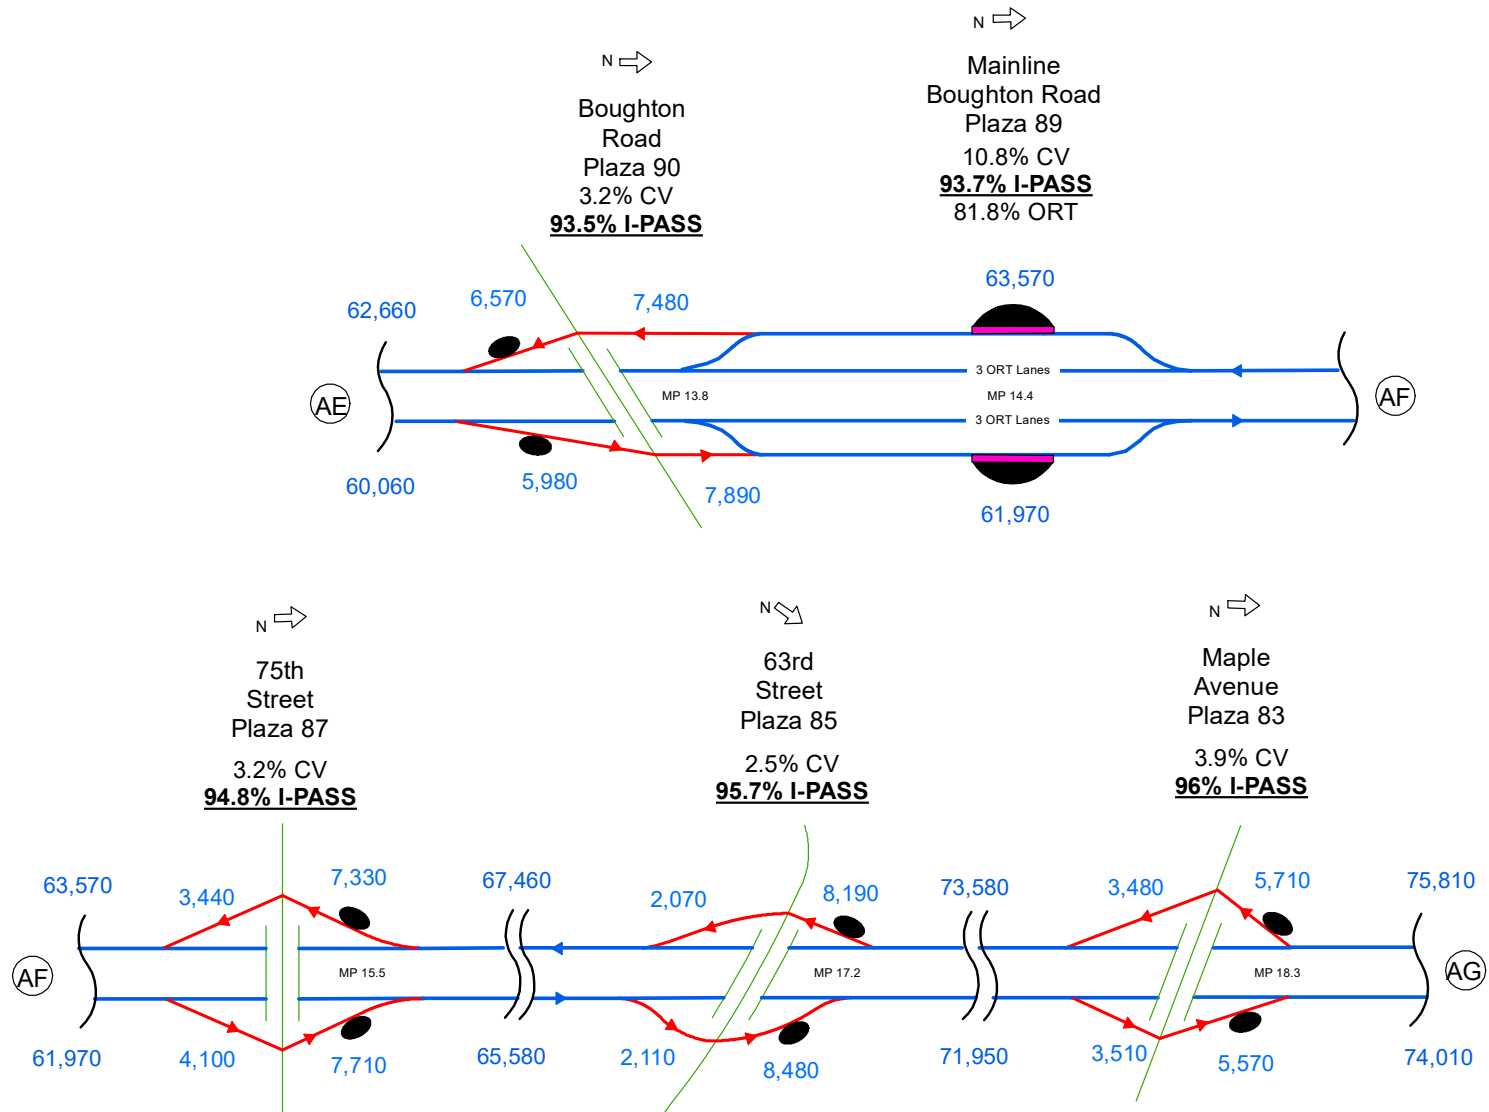 N
Boughton
Road
Plaza 90
3.2% CV
93.5% I-PASS
N
Mainline
Boughton Road
Plaza 89
10.8% CV
93.7% I-PASS
81.8% ORT
62,660
6,570
7,480
63,570
AE
MP 13.8
3 ORT Lanes
MP 14.4
3 ORT Lanes
AF
60,060
5,980
7,890
61,970
N
75th
Street
Plaza 87
3.2% CV
94.8% I-PASS
N
63rd
Street
Plaza 85
2.5% CV
95.7% I-PASS
N
Maple
Avenue
Plaza 83
3.9% CV
96% I-PASS
63,570
3,440
7,330
67,460
2,070
8,190
73,580
3,480
5,710
75,810
AF
MP 15.5
MP 17.2
MP 18.3
AG
61,970
4,100
7,710
65,580
2,110
8,480
71,950
3,510
5,570
74,010